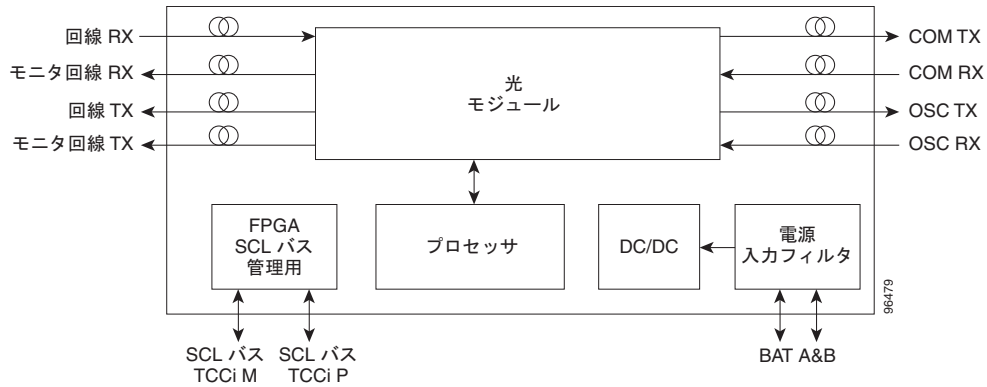 回線 RX
モニタ回線 RX
回線 TX
モニタ回線 TX
光
モジュール
COM TX
COM RX
OSC TX
OSC RX
FPGA
SCL バス
管理用
プロセッサ
DC/DC
電源
入力フィルタ
96479
SCL バス
TCCi M
SCL バス
TCCi P
BAT A&B